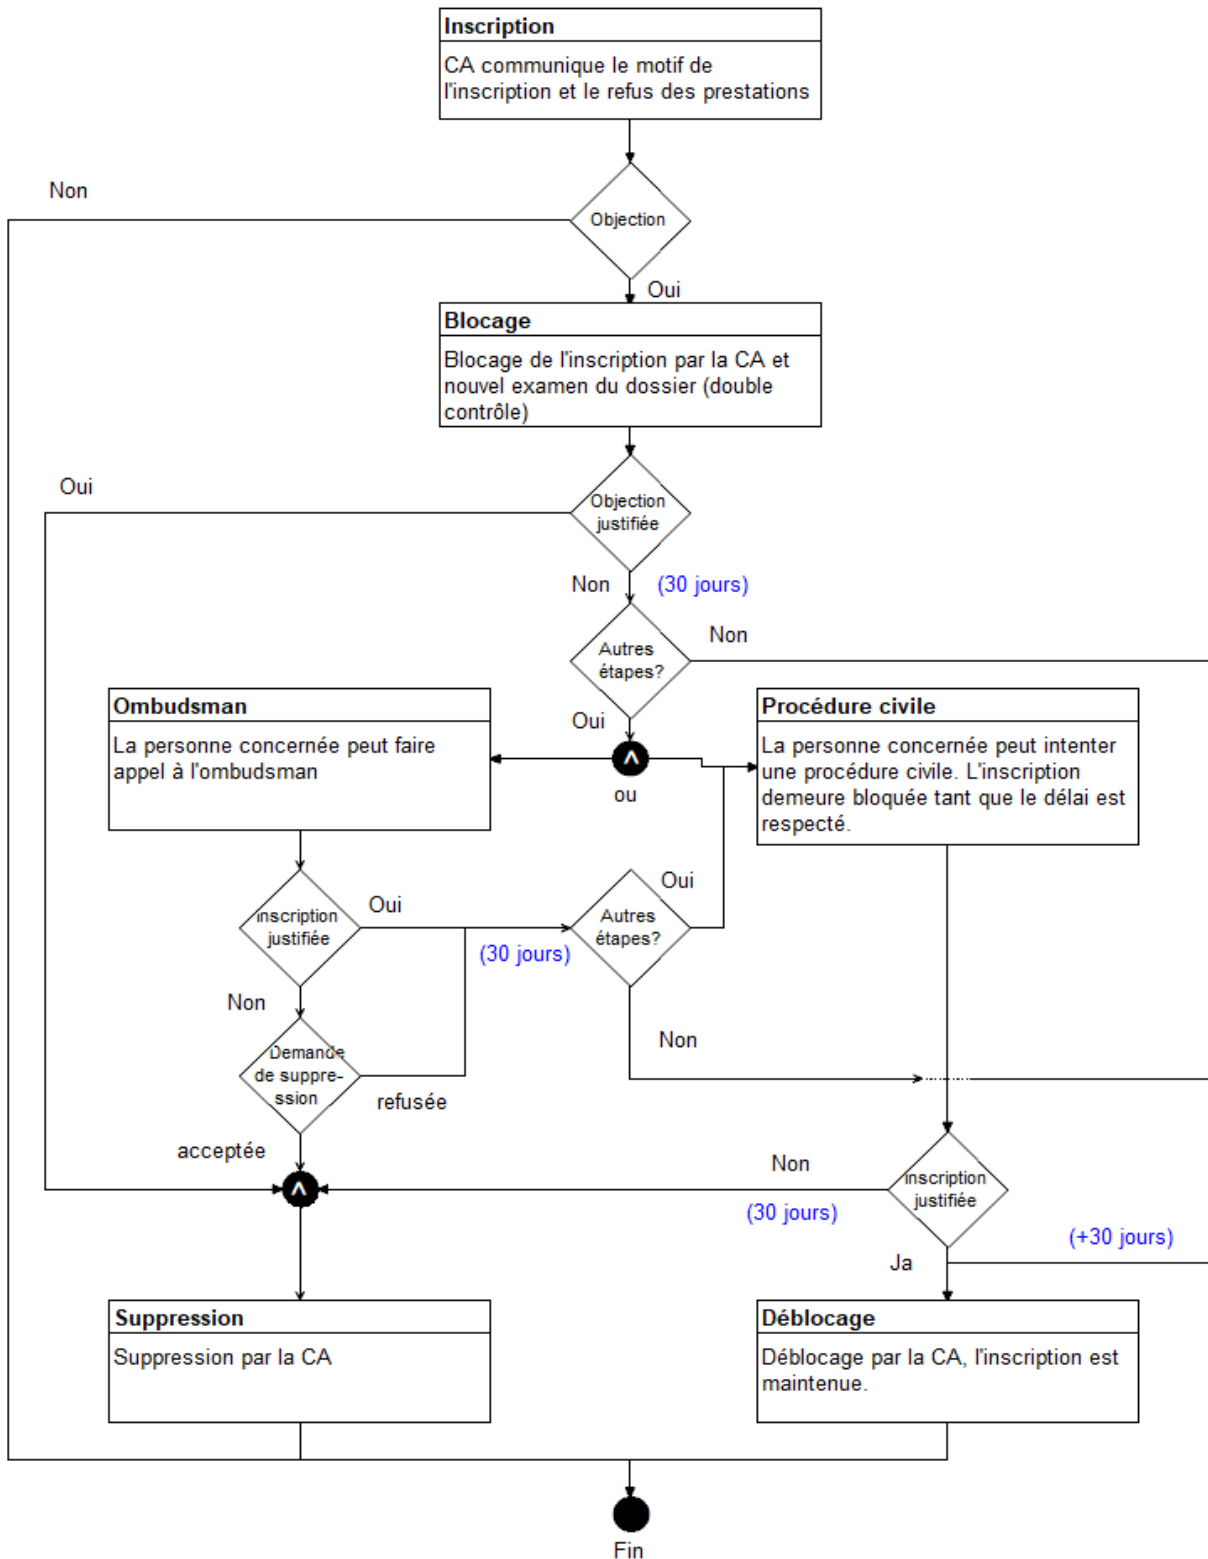 Inscription
CA communique le motif de
l'inscription et le refus des prestations
Non
Objection
Oui
Blocage
Blocage de l'inscription par la CA et
nouvel examen du dossier (double
contrôle)
Oui
Objection
justifiée
Non
(30 jours)
Non
Autres
étapes?
Oui
ou
Ombudsman
La personne concernée peut faire
appel à l'ombudsman
Procédure civile
La personne concernée peut intenter
une procédure civile. L'inscription
demeure bloquée tant que le délai est
respecté.
inscription
justifiée
Oui
(30 jours)
Autres
étapes?
Oui
Non
Non
Demande
de suppre-
ssion
refusée
acceptée
Non
(30 jours)
inscription
justifiée
(+30 jours)
Ja
Suppression
Suppression par la CA
Déblocage
Déblocage par la CA, l'inscription est
maintenue.
Fin